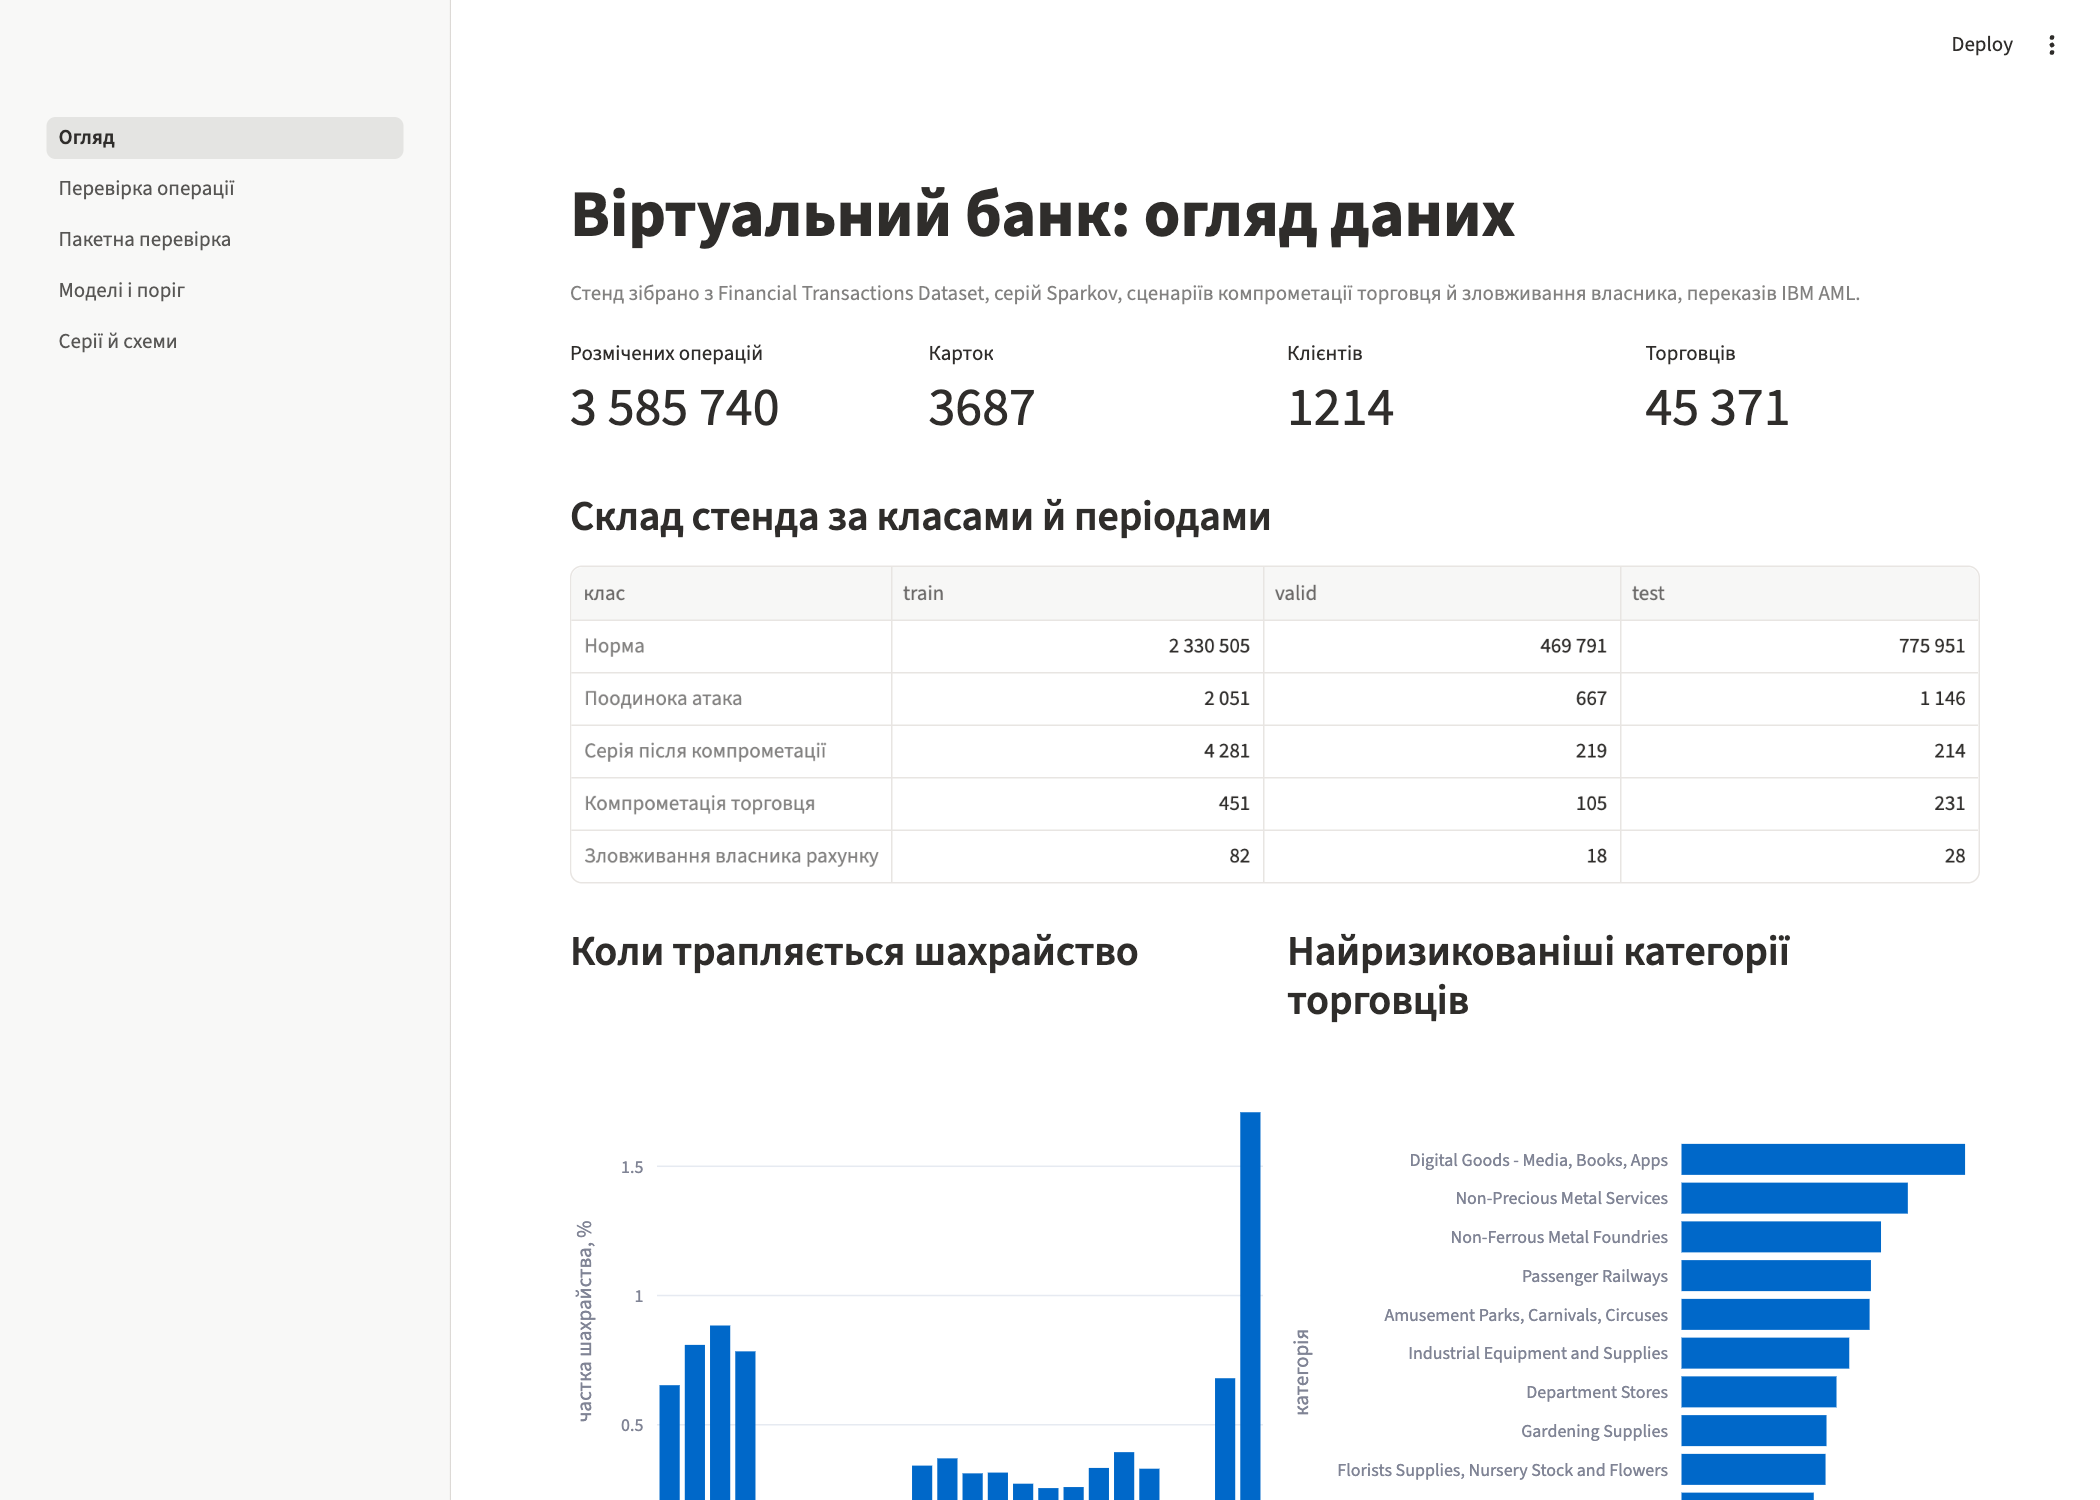 Deploy
Огляд
Перевірка операції
Пакетна перевірка
Моделі і поріг
Серії й схеми
Віртуальний банк: огляд даних
Стенд зібрано з Financial Transactions Dataset, серій Sparkov, сценаріїв компрометації торговця й зловживання власника, переказів IBM AML.
Розмічених операцій Карток Клієнтів Торговців
3 585 740 3687 1214 45 371
Склад стенда за класами й періодами
клас train valid test
Норма 2 330 505 469 791 775 951
Поодинока атака 2 051 667 1 146
Серія після компрометації 4 281 219 214
Компрометація торговця 451 105 231
Зловживання власника рахунку 82 18 28
Коли трапляється шахрайство
1.5
1
0.5
частка шахрайства, %
Найризикованіші категорії
торговців
категорія
Digital Goods - Media, Books, Apps
Non-Precious Metal Services
Non-Ferrous Metal Foundries
Passenger Railways
Amusement Parks, Carnivals, Circuses
Industrial Equipment and Supplies
Department Stores
Gardening Supplies
Florists Supplies, Nursery Stock and Flowers